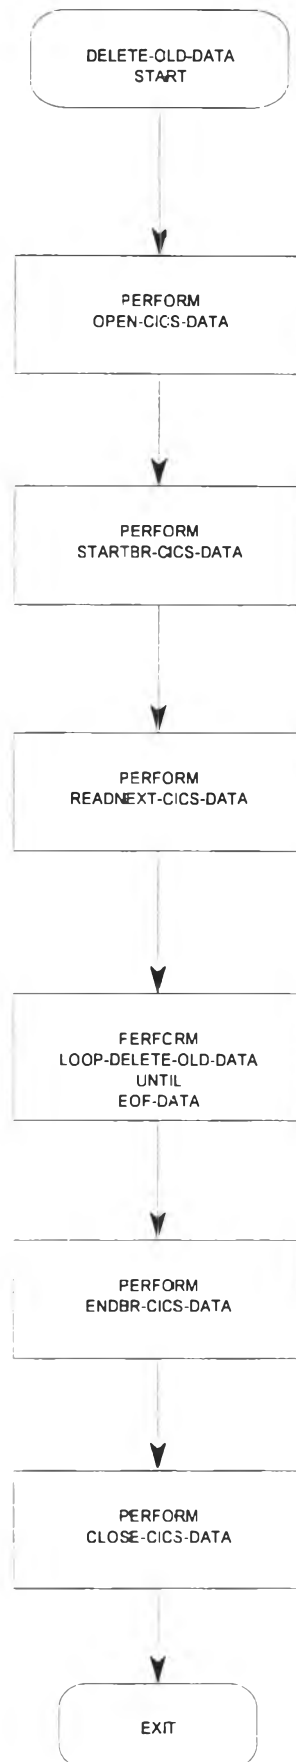 DELETE-OLD-DATA
START
PERFORM
OPEN-CICS-DATA
PERFORM
STARTBR-CICS-DATA
PERFORM
READNEXT-CICS-DATA
PERFORM
LOOP-DELETE-OLD-DATA
UNTIL
EOF-DATA
PERFORM
ENDBR-CICS-DATA
PERFORM
CLOSE-CICS-DATA
EXIT